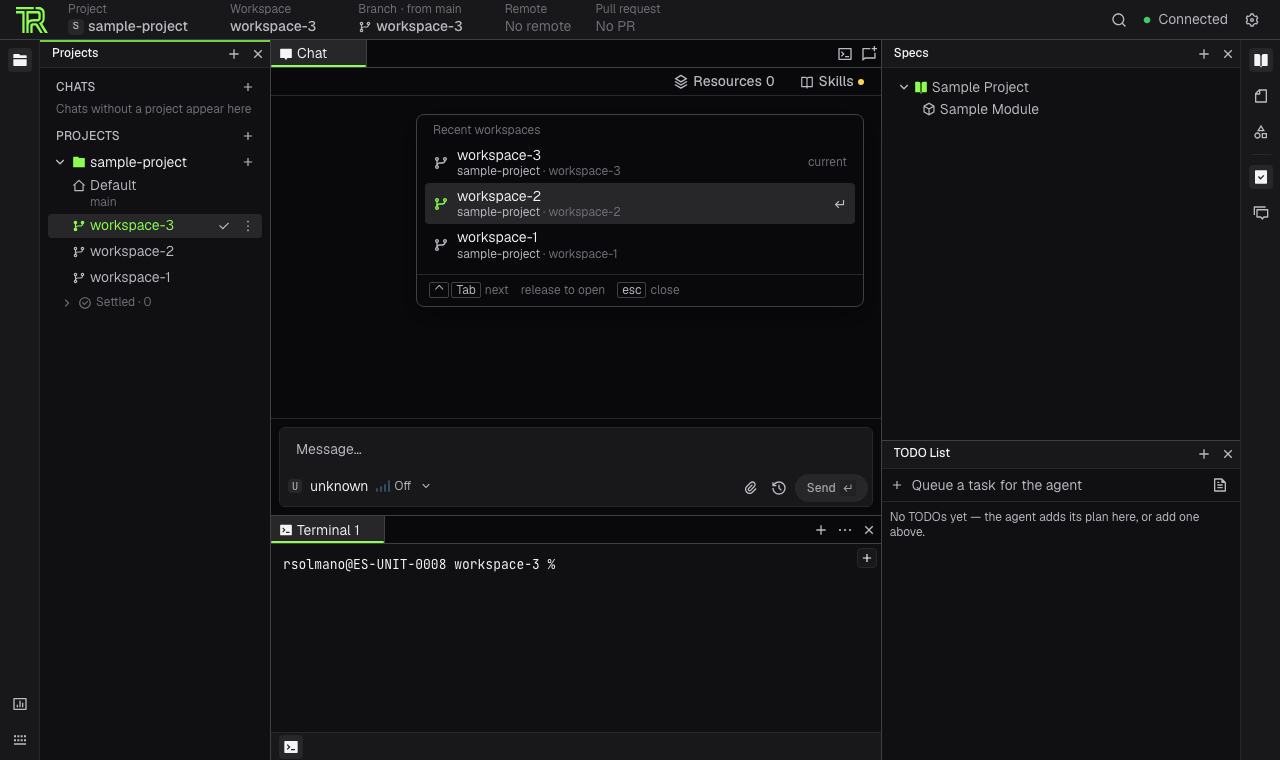 Project
S sample-project
Workspace
workspace-3
Branch · from main
workspace-3
Remote
No remote
Pull request
No PR
Connected
Projects
CHATS
Chats without a project appear here
PROJECTS
sample-project
Default
main
workspace-3
workspace-2
workspace-1
Settled · 0
Chat
Resources 0
Skills
Recent workspaces
workspace-3
sample-project · workspace-3
current
workspace-2
sample-project · workspace-2
workspace-1
sample-project · workspace-1
^ Tab next release to open esc close
Message…
U unknown Off
Send
Terminal 1
rsolmano@ES-UNIT-0008 workspace-3 %
Specs
Sample Project
Sample Module
TODO List
Queue a task for the agent
No TODOs yet — the agent adds its plan here, or add one
above.